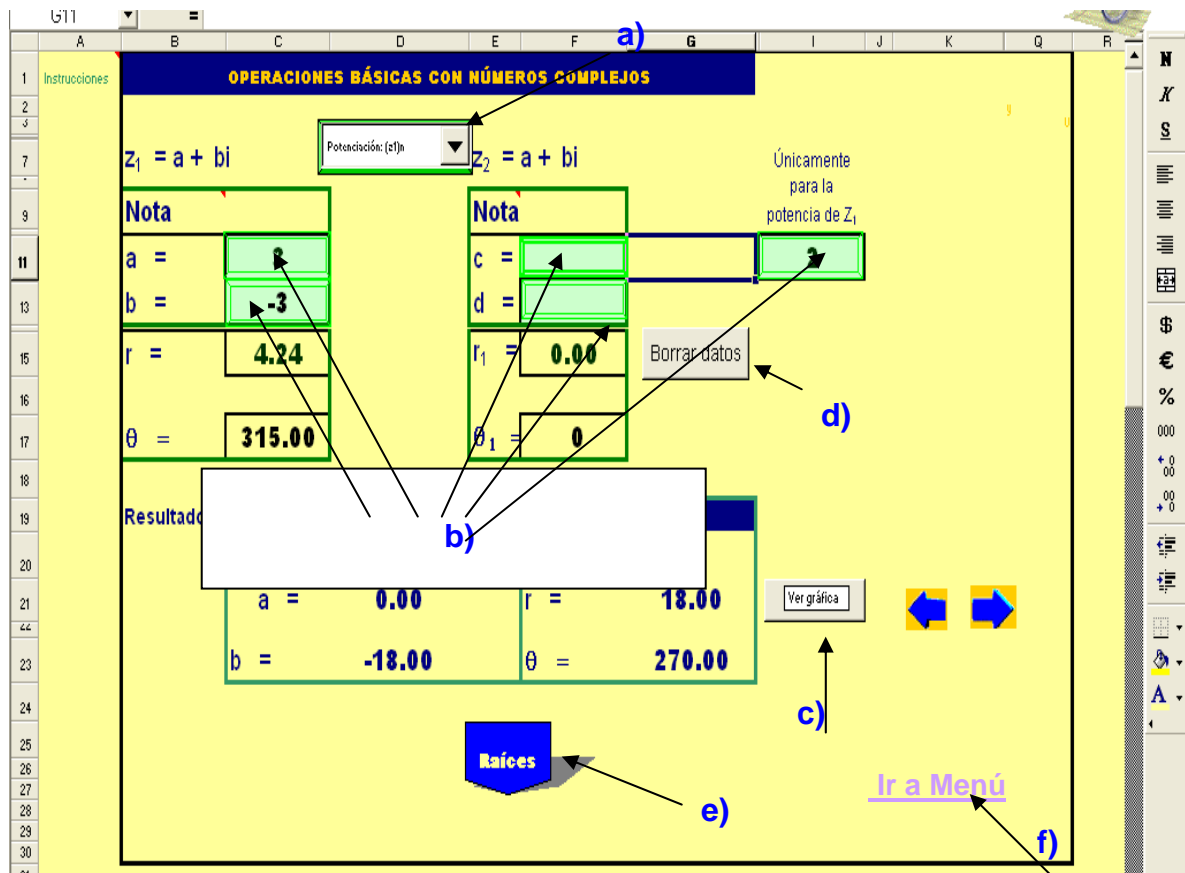 G11 =
A B C D E F G I J K Q R
a)
1 Instrucciones OPERACIONES BÁSICAS CON NÚMEROS COMPLEJOS
N
K
S
2
3
y
u
7 z1 = a + bi Potenciación: (z1)n z2 = a + bi Únicamente
para la
9 Nota Nota potencia de Z1
11 a = c =
13 b = -3 d =
15 r = 4.24 r1 = 0.00 Borrar datos
$
€
%
000
16
d)
17 θ = 315.00 θ1 = 0
18
19 Resultado
b)
20
21 a = 0.00 r = 18.00 Ver gráfica
22
23 b = -18.00 θ = 270.00
A
24
c)
25
26 Raíces
27 Ir a Menú
28 e)
29
30 f)